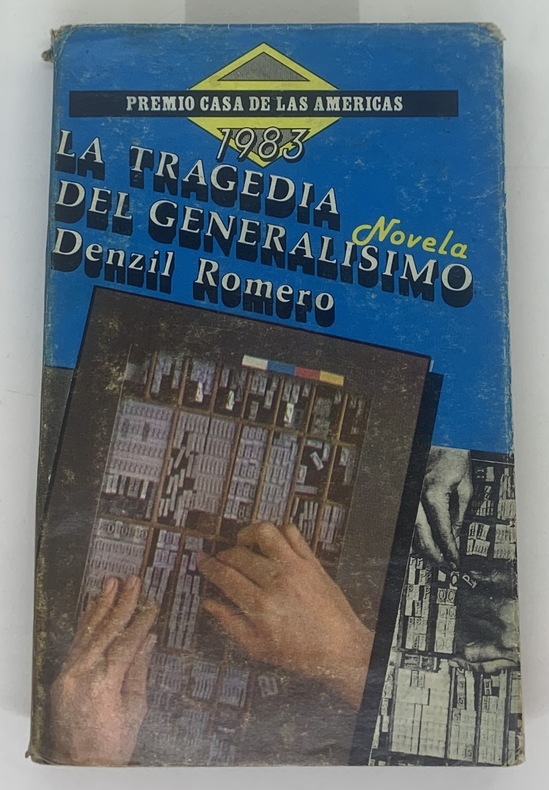 PREMIO CASA DE LAS AMERICAS
1983
LA TRAGEDIA
DEL GENERALISIMO
Novela
Denzil Romero